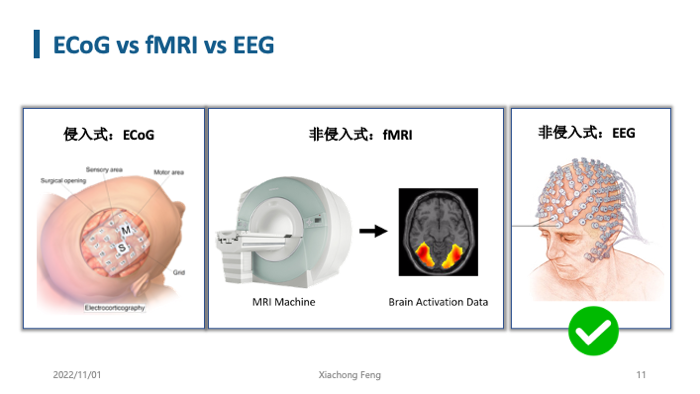 ECoG vs fMRI vs EEG
侵入式：ECoG
Sensory area
Motor area
Surgical opening
M
S
Grid
Electrocorticography
非侵入式：fMRI
MRI Machine
Brain Activation Data
非侵入式：EEG
2022/11/01
Xiachong Feng
11